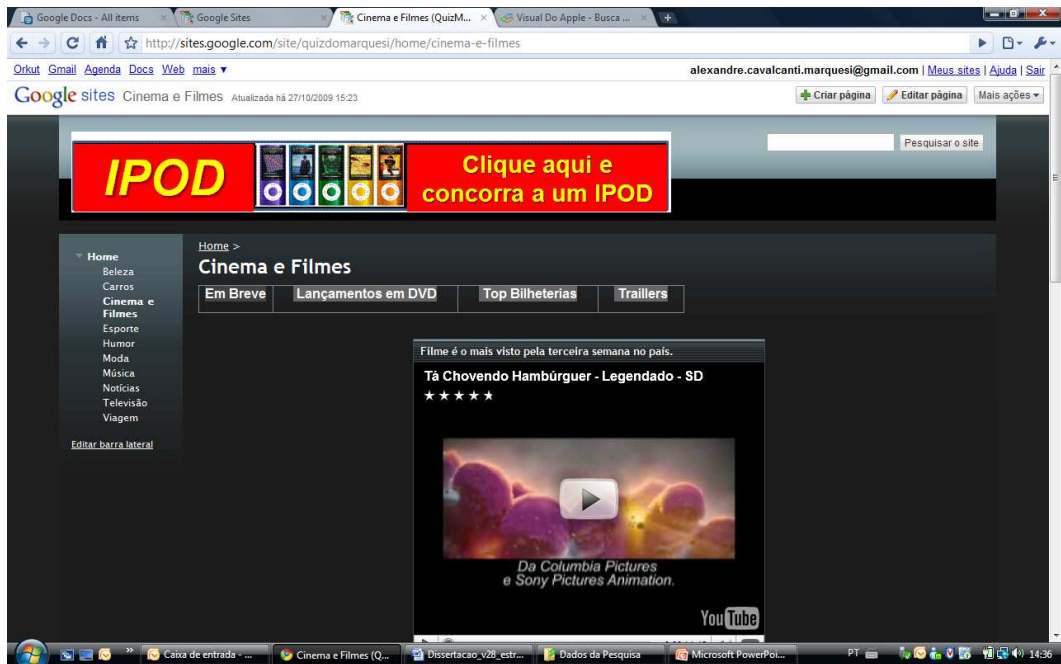 Google Docs - All items
Google Sites
Cinema e Filmes (QuizM...
Visual Do Apple - Busca ...
http://sites.google.com/site/quizdomarquesi/home/cinema-e-filmes
Orkut Gmail Agenda Docs Web mais ▼
alexandre.cavalcanti.marquesi@gmail.com | Meus sites | Ajuda | Sair
Google sites Cinema e Filmes Atualizada há 27/10/2009 15:23
Criar página
Editar página
Mais ações ▾
IPOD
Clique aqui e
concorra a um IPOD
Pesquisar o site
Home
Beleza
Carros
Cinema e
Filmes
Esporte
Humor
Moda
Música
Notícias
Televisão
Viagem
Editar barra lateral
Home >
Cinema e Filmes
Em Breve Lançamentos em DVD Top Bilheterias Traillers
Filme é o mais visto pela terceira semana no país.
Tá Chovendo Hambúrguer - Legendado - SD
Da Columbia Pictures
e Sony Pictures Animation.
YouTube
Caixa de entrada - ...
Cinema e Filmes (Q...
Dissertacao_v28_estr...
Dados da Pesquisa
Microsoft PowerPoi...
PT
14:36